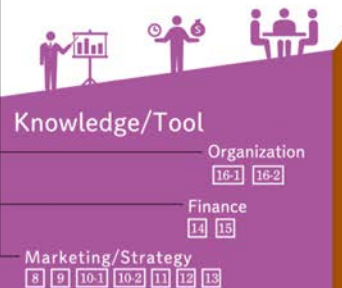 Knowledge/Tool
Organization
16-1 16-2
Finance
14 15
Marketing/Strategy
8 9 10-1 10-2 11 12 13